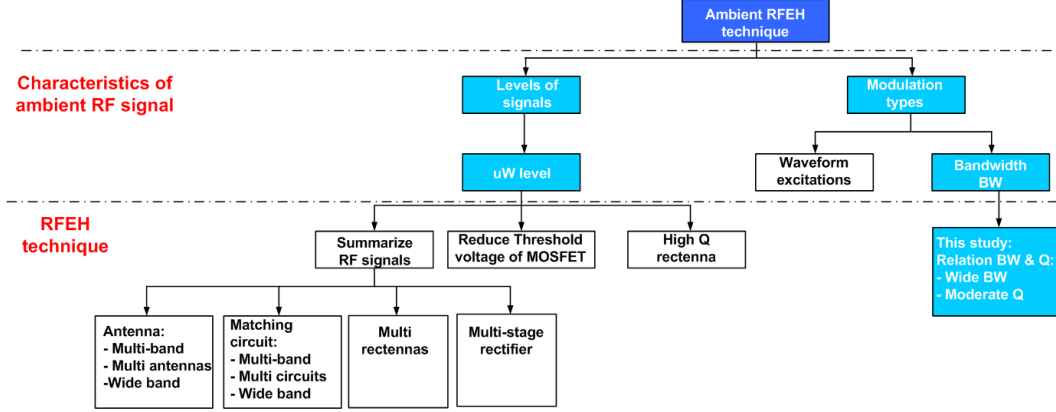 Ambient RFEH
technique
Characteristics of
ambient RF signal
Levels of
signals
Modulation
types
uW level
Waveform
excitations
Bandwidth
BW
RFEH
technique
Summarize
RF signals
Reduce Threshold
voltage of MOSFET
High Q
rectenna
This study:
Relation BW & Q:
- Wide BW
- Moderate Q
Antenna:
- Multi-band
- Multi antennas
-Wide band
Matching
circuit:
- Multi-band
- Multi circuits
- Wide band
Multi
rectennas
Multi-stage
rectifier